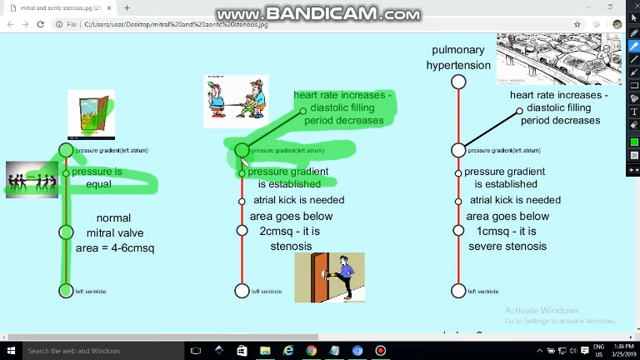 www.BANDICAM.com
mitral and aortic stenosis.jpg
C:/Users/user/Desktop/mitral%20and%20aortic%20stenosis.jpg
pulmonary
hypertension
heart rate increases -
diastolic filling
period decreases
heart rate increases -
diastolic filling
period decreases
pressure gradient(left atrium)
pressure gradient(left atrium)
pressure gradient(left atrium)
pressure is
equal
pressure gradient
is established
pressure gradient
is established
atrial kick is needed
atrial kick is needed
normal
mitral valve
area = 4-6cmsq
area goes below
2cmsq - it is
stenosis
area goes below
1cmsq - it is
severe stenosis
left ventricle
left ventricle
left ventricle
Activate Windows
Go to Settings to activate Windows.
Search the web and Windows
ENG
1:36 PM
3/25/2019